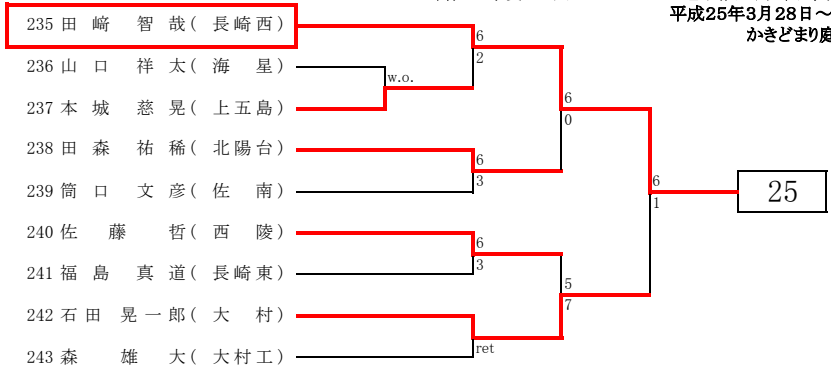 平成25年3月28日～
かきどまり庭
235 田 﨑 智 哉 ( 長崎西 )
236 山 口 祥 太 ( 海 星 )
237 本 城 慈 晃 ( 上五島 )
238 田 森 祐 稀 ( 北陽台 )
239 筒 口 文 彦 ( 佐 南 )
240 佐 藤 哲 ( 西 陵 )
241 福 島 真 道 ( 長崎東 )
242 石 田 晃 一 郎 ( 大 村 )
243 森 雄 大 ( 大村工 )
6
2
w.o.
6
0
6
3
6
1
25
6
3
5
7
ret